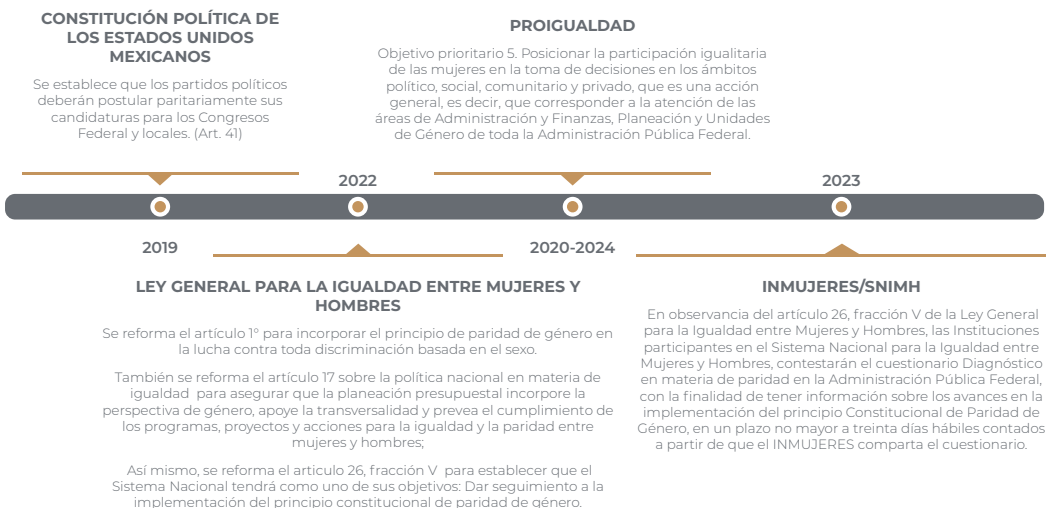 CONSTITUCIÓN POLÍTICA DE
LOS ESTADOS UNIDOS
MEXICANOS
Se establece que los partidos políticos
deberán postular paritariamente sus
candidaturas para los Congresos
Federal y locales. (Art. 41)
PROIGUALDAD
Objetivo prioritario 5. Posicionar la participación igualitaria
de las mujeres en la toma de decisiones en los ámbitos
político, social, comunitario y privado, que es una acción
general, es decir, que corresponder a la atención de las
áreas de Administración y Finanzas, Planeación y Unidades
de Género de toda la Administración Pública Federal.
2022
2023
2019
2020-2024
LEY GENERAL PARA LA IGUALDAD ENTRE MUJERES Y
HOMBRES
Se reforma el artículo 1° para incorporar el principio de paridad de género en
la lucha contra toda discriminación basada en el sexo.
También se reforma el artículo 17 sobre la política nacional en materia de
igualdad para asegurar que la planeación presupuestal incorpore la
perspectiva de género, apoye la transversalidad y prevea el cumplimiento de
los programas, proyectos y acciones para la igualdad y la paridad entre
mujeres y hombres;
Así mismo, se reforma el articulo 26, fracción V para establecer que el
Sistema Nacional tendrá como uno de sus objetivos: Dar seguimiento a la
implementación del principio constitucional de paridad de género.
INMUJERES/SNIMH
En observancia del artículo 26, fracción V de la Ley General
para la Igualdad entre Mujeres y Hombres, las Instituciones
participantes en el Sistema Nacional para la Igualdad entre
Mujeres y Hombres, contestarán el cuestionario Diagnóstico
en materia de paridad en la Administración Pública Federal,
con la finalidad de tener información sobre los avances en la
implementación del principio Constitucional de Paridad de
Género, en un plazo no mayor a treinta días hábiles contados
a partir de que el INMUJERES comparta el cuestionario.